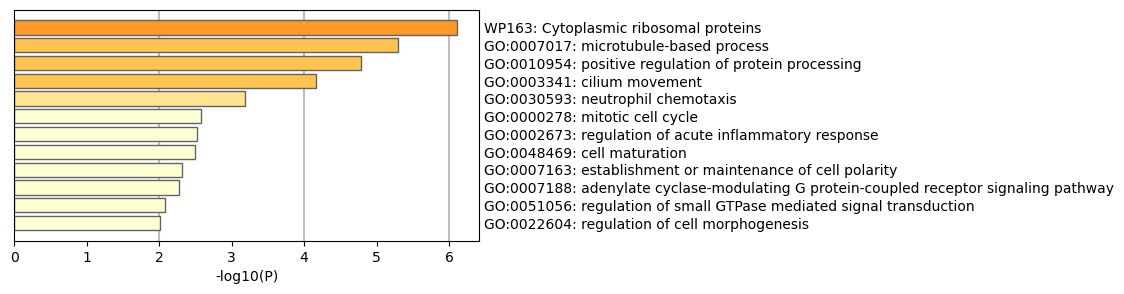 WP163: Cytoplasmic ribosomal proteins
GO:0007017: microtubule-based process
GO:0010954: positive regulation of protein processing
GO:0003341: cilium movement
GO:0030593: neutrophil chemotaxis
GO:0000278: mitotic cell cycle
GO:0002673: regulation of acute inflammatory response
GO:0048469: cell maturation
GO:0007163: establishment or maintenance of cell polarity
GO:0007188: adenylate cyclase-modulating G protein-coupled receptor signaling pathway
GO:0051056: regulation of small GTPase mediated signal transduction
GO:0022604: regulation of cell morphogenesis
0 1 2 3 4 5 6
-log10(P)